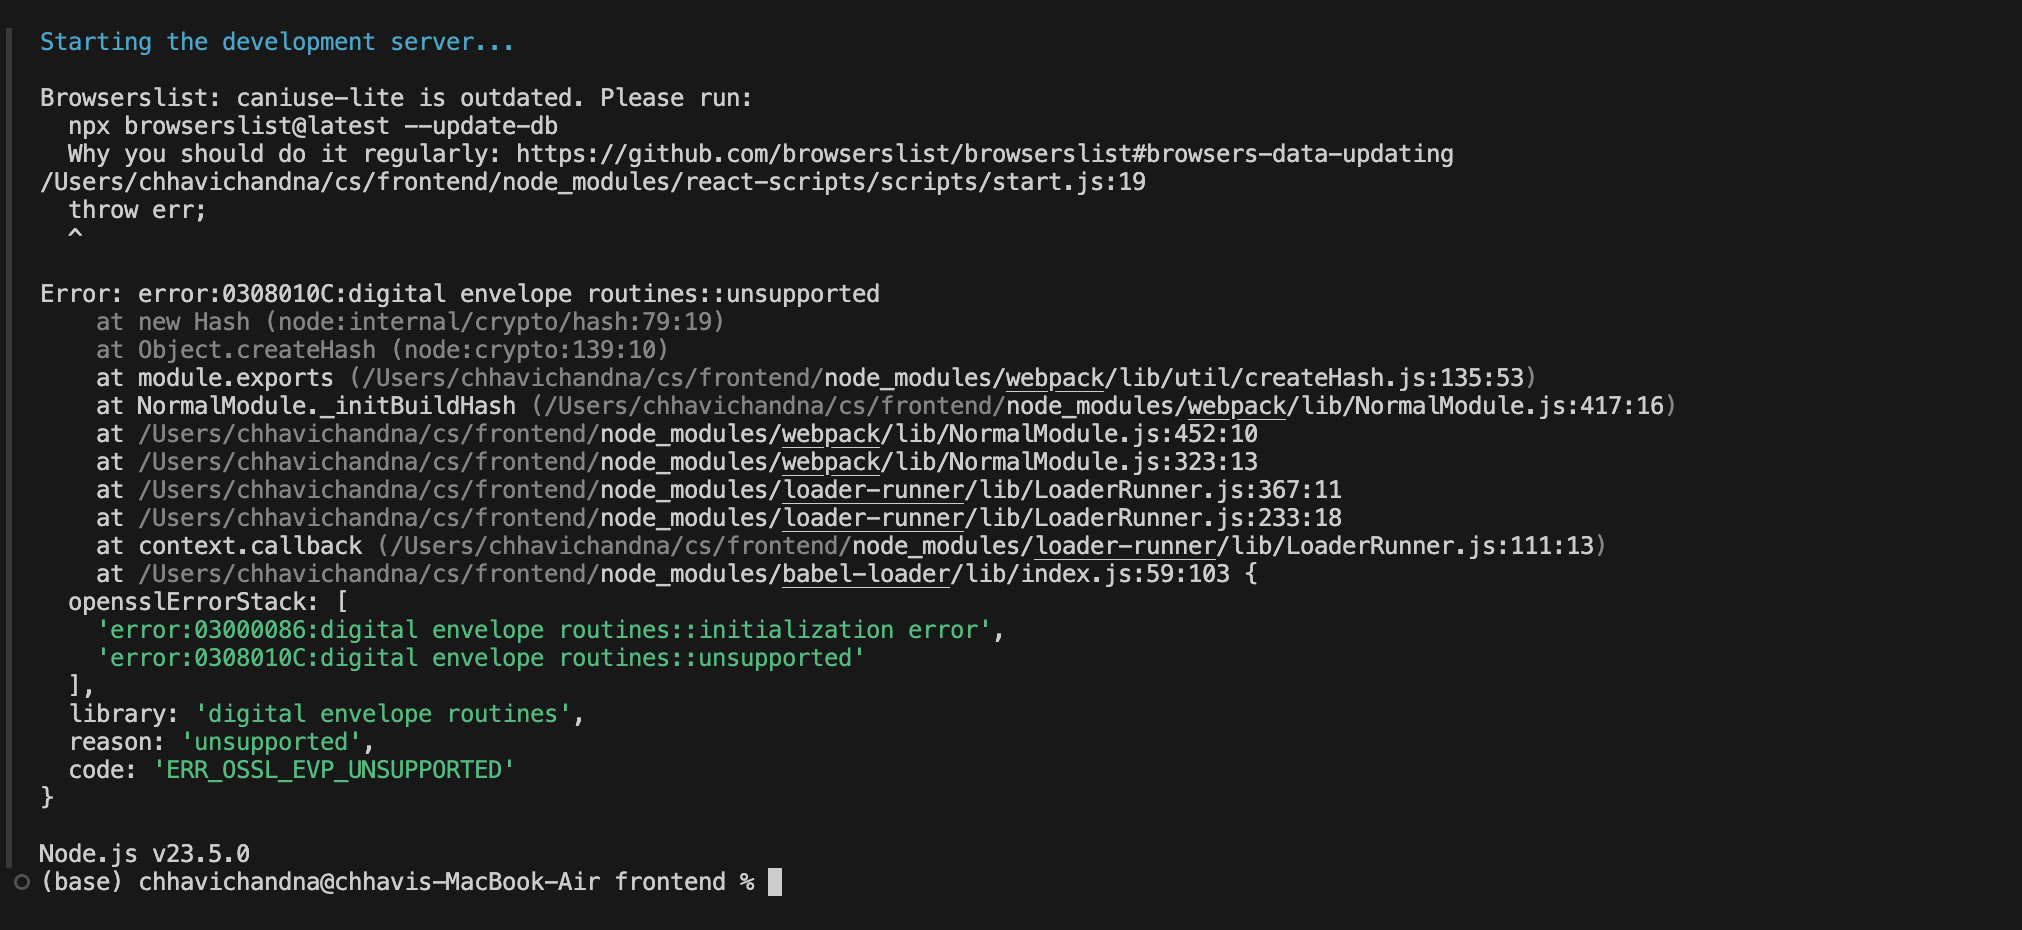 Starting the development server...
Browserslist: caniuse-lite is outdated. Please run:
  npx browserslist@latest --update-db
  Why you should do it regularly: https://github.com/browserslist/browserslist#browsers-data-updating
/Users/chhavichandna/cs/frontend/node_modules/react-scripts/scripts/start.js:19
  throw err;
  ^
Error: error:0308010C:digital envelope routines::unsupported
    at new Hash (node:internal/crypto/hash:79:19)
    at Object.createHash (node:crypto:139:10)
    at module.exports (/Users/chhavichandna/cs/frontend/node_modules/webpack/lib/util/createHash.js:135:53)
    at NormalModule._initBuildHash (/Users/chhavichandna/cs/frontend/node_modules/webpack/lib/NormalModule.js:417:16)
    at /Users/chhavichandna/cs/frontend/node_modules/webpack/lib/NormalModule.js:452:10
    at /Users/chhavichandna/cs/frontend/node_modules/webpack/lib/NormalModule.js:323:13
    at /Users/chhavichandna/cs/frontend/node_modules/loader-runner/lib/LoaderRunner.js:367:11
    at /Users/chhavichandna/cs/frontend/node_modules/loader-runner/lib/LoaderRunner.js:233:18
    at context.callback (/Users/chhavichandna/cs/frontend/node_modules/loader-runner/lib/LoaderRunner.js:111:13)
    at /Users/chhavichandna/cs/frontend/node_modules/babel-loader/lib/index.js:59:103 {
  opensslErrorStack: [
    'error:03000086:digital envelope routines::initialization error',
    'error:0308010C:digital envelope routines::unsupported'
  ],
  library: 'digital envelope routines',
  reason: 'unsupported',
  code: 'ERR_OSSL_EVP_UNSUPPORTED'
}
Node.js v23.5.0
(base) chhavichandna@chhavis-MacBook-Air frontend %